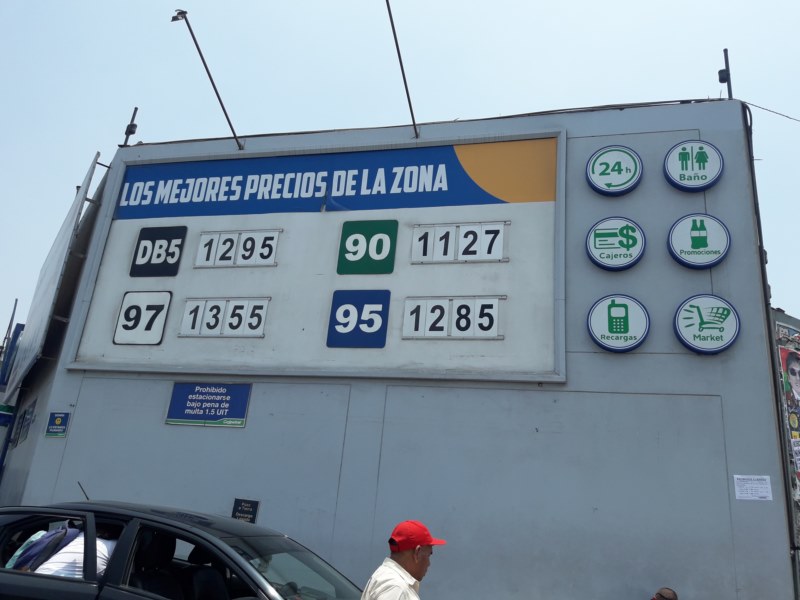 LOS MEJORES PRECIOS DE LA ZONA
DB5 1295
90 1127
97 1355
95 1285
24h
Baño
Cajeros
Promociones
Recargas
Market
Prohibido
estacionarse
bajo pena de
multa 1.5 UIT